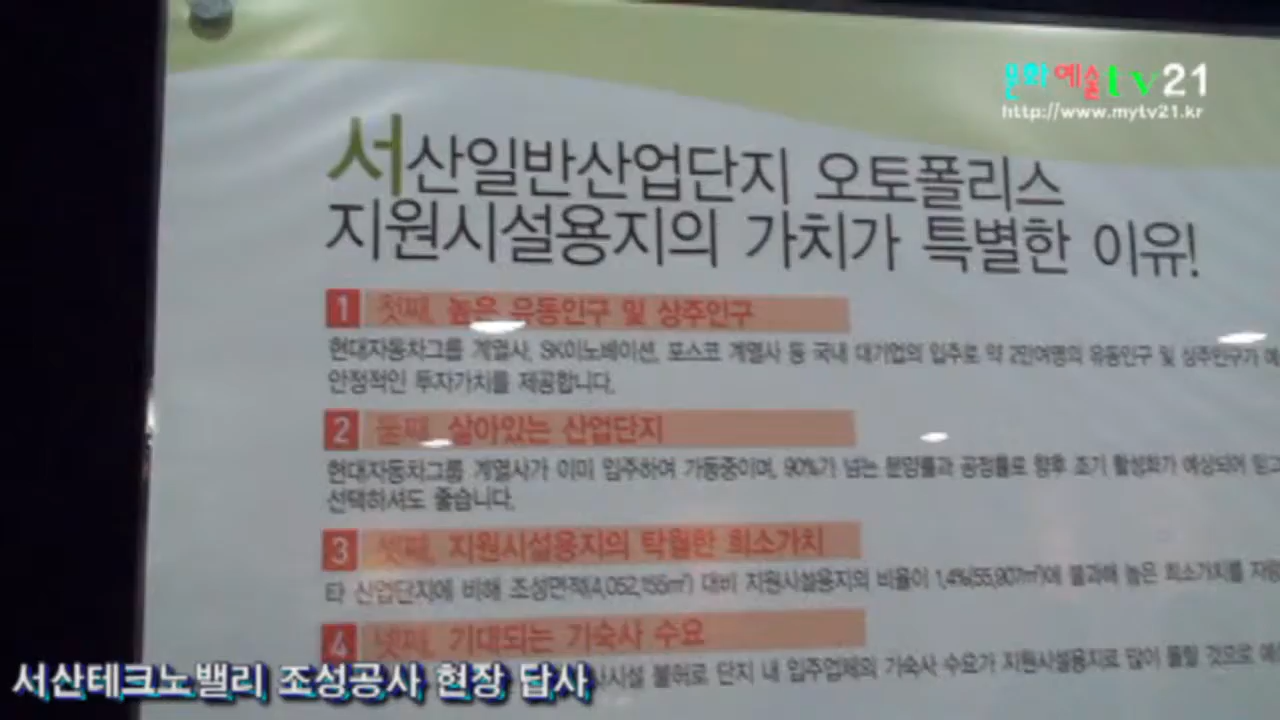 문화예술tv21
http://www.mytv21.kr
서산일반산업단지 오토폴리스
지원시설용지의 가치가 특별한 이유!
1 첫째, 높은 유동인구 및 상주인구
현대자동차그룹 계열사, SK이노베이션, 포스코 계열사 등 국내 대기업의 입주로 약 2만여명의 유동인구 및 상주인구가
안정적인 투자가치를 제공합니다.
2 둘째, 살아있는 산업단지
현대자동차그룹 계열사가 이미 입주하여 가동중이며, 90%가 넘는 분양률과 공정률로 향후 조기 활성화가 예상되어 믿고
선택하셔도 좋습니다.
3 셋째, 지원시설용지의 탁월한 희소가치
타 산업단지에 비해 조성면적(4,052,155㎡) 대비 지원시설용지의 비율이 1.4%(55,907㎡)에 불과해 높은 희소가치를
4 넷째, 기대되는 기숙사 수요
시설 불허로 단지 내 입주업체의 기숙사 수요가 지원시설용지로 많이 몰릴 것으로
서산테크노밸리 조성공사 현장 답사